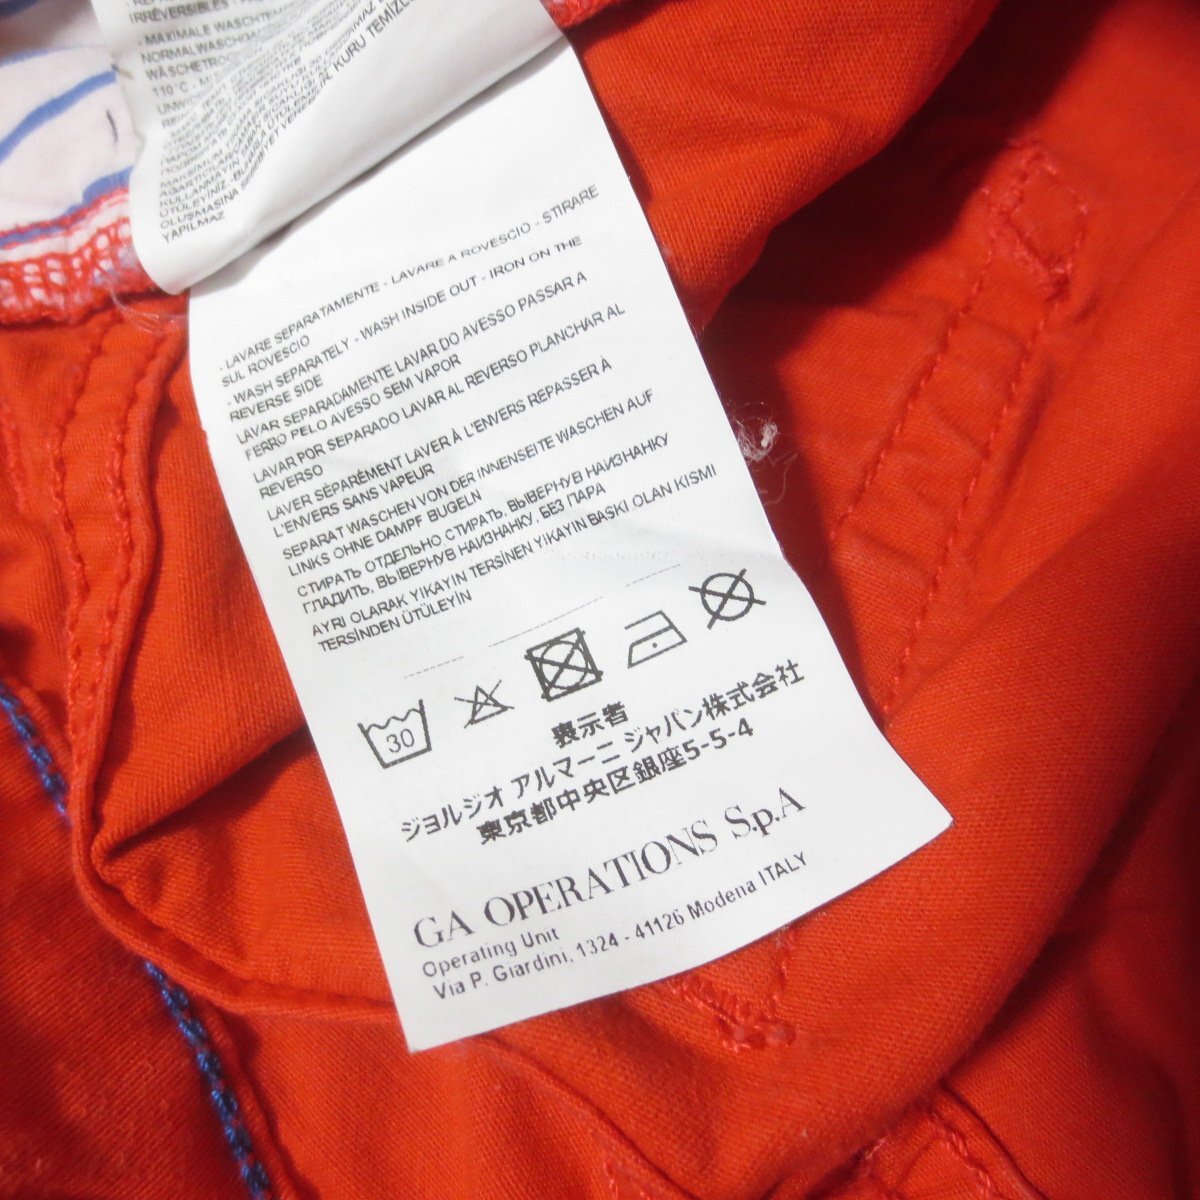 IRRÉVERSIBLES
- MAXIMALE
NORMALWASCHGANG
110°C
YAPILMAZ
- LAVARE SEPARATAMENTE - LAVARE A ROVESCIO - STIRARE
SUL ROVESCIO
- WASH SEPARATELY - WASH INSIDE OUT - IRON ON THE
REVERSE SIDE
LAVAR SEPARADAMENTE LAVAR DO AVESSO PASSAR A
FERRO PELO AVESSO SEM VAPOR
LAVAR POR SEPARADO LAVAR AL REVERSO PLANCHAR AL
REVERSO
LAVER SÉPARÉMENT LAVER À L'ENVERS REPASSER À
L'ENVERS SANS VAPEUR
SEPARAT WASCHEN VON DER INNENSEITE WASCHEN AUF
LINKS OHNE DAMPF BUGELN
СТИРАТЬ ОТДЕЛЬНО СТИРАТЬ, ВЫВЕРНУВ НАИЗНАНКУ
ГЛАДИТЬ, ВЫВЕРНУВ НАИЗНАНКУ, БЕЗ ПАРА
AYRI OLARAK YIKAYIN TERSİNEN YIKAYIN BASKI OLAN KISMI
TERSİNDEN ÜTÜLEYİN
30
表示者
ジョルジオ アルマーニ ジャパン株式会社
東京都中央区銀座5-5-4
GA OPERATIONS S.p.A
Operating Unit
Via P. Giardini, 1324 - 41126 Modena ITALY